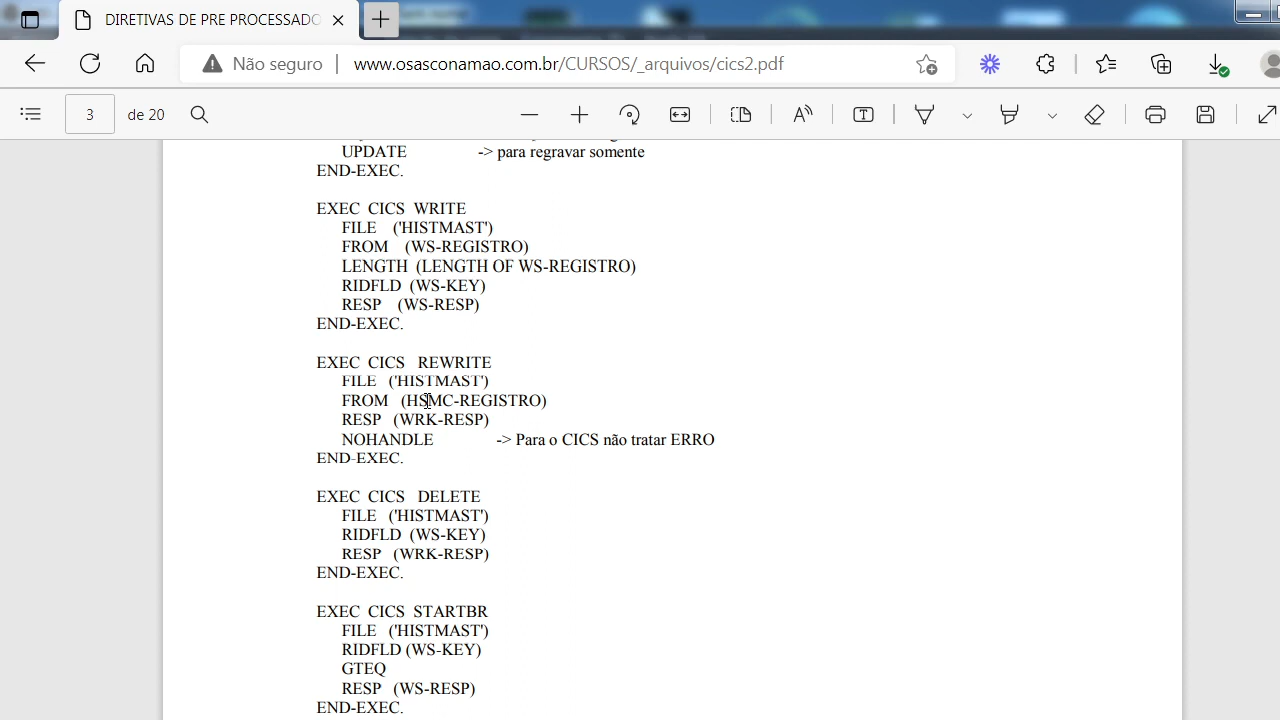 DIRETIVAS DE PRE PROCESSADO
Não seguro
www.osasconamao.com.br/CURSOS/_arquivos/cics2.pdf
3 de 20
UPDATE -> para regravar somente
END-EXEC.
EXEC CICS WRITE
FILE ('HISTMAST')
FROM (WS-REGISTRO)
LENGTH (LENGTH OF WS-REGISTRO)
RIDFLD (WS-KEY)
RESP (WS-RESP)
END-EXEC.
EXEC CICS REWRITE
FILE ('HISTMAST')
FROM (HSMC-REGISTRO)
RESP (WRK-RESP)
NOHANDLE -> Para o CICS não tratar ERRO
END-EXEC.
EXEC CICS DELETE
FILE ('HISTMAST')
RIDFLD (WS-KEY)
RESP (WRK-RESP)
END-EXEC.
EXEC CICS STARTBR
FILE ('HISTMAST')
RIDFLD (WS-KEY)
GTEQ
RESP (WS-RESP)
END-EXEC.